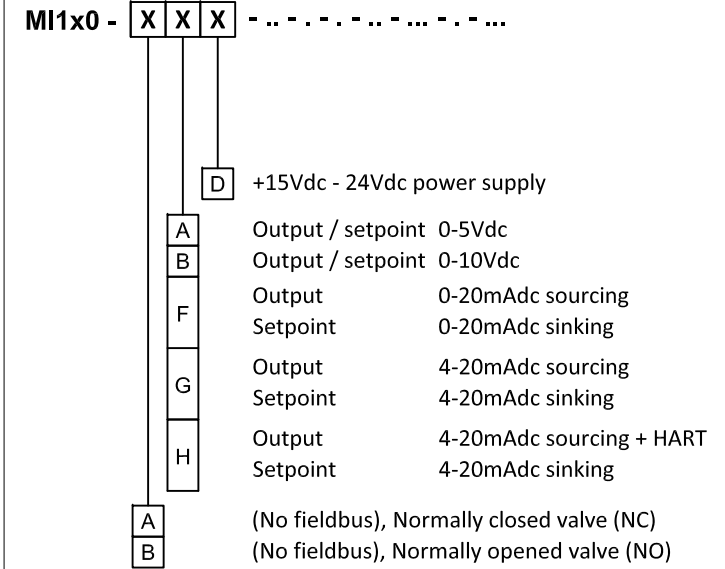 MI1x0 - X X X - .. - . - . - .. - ... - . - ...
D +15Vdc - 24Vdc power supply
A Output / setpoint 0-5Vdc
B Output / setpoint 0-10Vdc
F Output 0-20mAdc sourcing
Setpoint 0-20mAdc sinking
G Output 4-20mAdc sourcing
Setpoint 4-20mAdc sinking
H Output 4-20mAdc sourcing + HART
Setpoint 4-20mAdc sinking
A (No fieldbus), Normally closed valve (NC)
B (No fieldbus), Normally opened valve (NO)